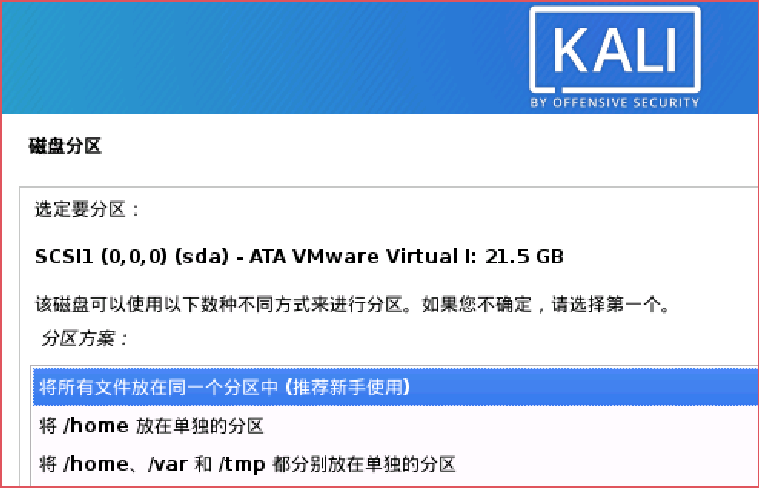 KALI
BY OFFENSIVE SECURITY
磁盘分区
选定要分区：
SCSI1 (0,0,0) (sda) - ATA VMware Virtual I: 21.5 GB
该磁盘可以使用以下数种不同方式来进行分区。如果您不确定，请选择第一个。
分区方案：
将所有文件放在同一个分区中 (推荐新手使用)
将 /home 放在单独的分区
将 /home、/var 和 /tmp 都分别放在单独的分区